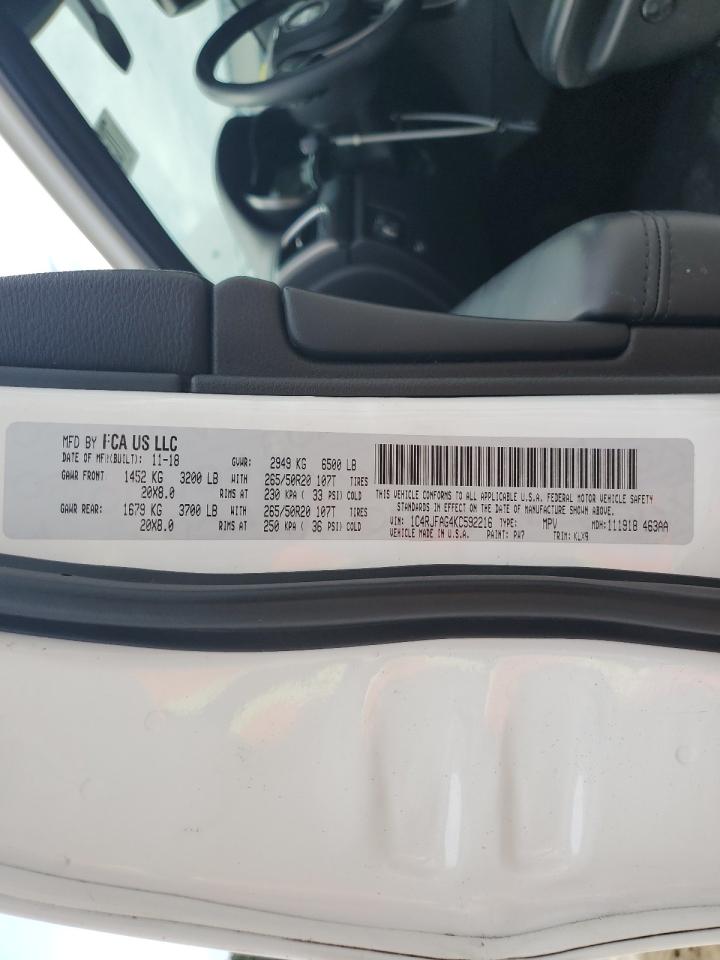 MFD BY FCA US LLC
DATE OF MFR(BUILT): 11-18 GVWR: 2949 KG 6500 LB
GAWR FRONT 1452 KG 3200 LB WITH 265/50R20 107T TIRES
20X8.0 RIMS AT 230 KPA ( 33 PSI) COLD
GAWR REAR: 1679 KG 3700 LB WITH 265/50R20 107T TIRES
20X8.0 RIMS AT 250 KPA ( 36 PSI) COLD
THIS VEHICLE CONFORMS TO ALL APPLICABLE U.S.A. FEDERAL MOTOR VEHICLE SAFETY
STANDARDS IN EFFECT ON THE DATE OF MANUFACTURE SHOWN ABOVE.
VIN: 1C4RJFAG4KC592216 TYPE: MPV MDH: 111918 463AA
VEHICLE MADE IN U.S.A. PAINT: PW7 TRIM: KLX9